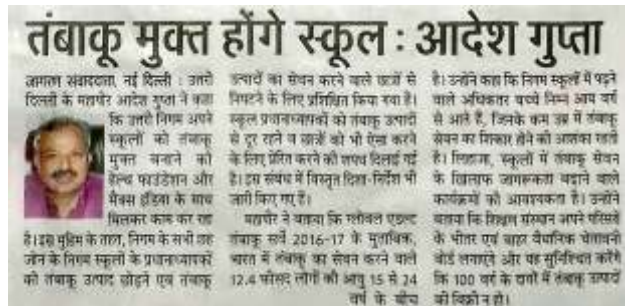 तंबाकू मुक्त होंगे स्कूल : आदेश गुप्ता
जागरण संवाददाता, नई दिल्ली : उत्तरी
दिल्ली के महापौर आदेश गुप्ता ने कहा
कि उत्तरी निगम अपने
स्कूलों को तंबाकू
मुक्त बनाने को
हेल्थ फाउंडेशन और
मैक्स इंडिया के साथ
मिलकर काम कर रहा
है। इस मुहिम के तहत, निगम के सभी छह
जोन के निगम स्कूलों के प्रधानाध्यापकों
को तंबाकू उत्पाद छोड़ने एवं तंबाकू
उत्पादों का सेवन करने वाले छात्रों से
निपटने के लिए प्रशिक्षित किया गया है।
स्कूल प्रधानाध्यापकों को तंबाकू उत्पादों
से दूर रहने व छात्रों को भी ऐसा करने
के लिए प्रेरित करने की शपथ दिलाई गई
है। इस संबंध में विस्तृत दिशा-निर्देश भी
जारी किए गए हैं।
महापौर ने बताया कि ग्लोबल एडल्ट
तंबाकू सर्वे 2016-17 के मुताबिक,
भारत में तंबाकू का सेवन करने वाले
12.4 फीसद लोगों की आयु 15 से 24
वर्ष के बीच
है। उन्होंने कहा कि निगम स्कूलों में पढ़ने
वाले अधिकतर बच्चे निम्न आय वर्ग
से आते हैं, जिनके कम उम्र में तंबाकू
सेवन का शिकार होने की आशंका रहती
है। लिहाजा, स्कूलों में तंबाकू सेवन
के खिलाफ जागरूकता बढ़ाने वाले
कार्यक्रमों की आवश्यकता है। उन्होंने
बताया कि शिक्षण संस्थान अपने परिसरों
के भीतर एवं बाहर वैधानिक चेतावनी
बोर्ड लगाएंगे और यह सुनिश्चित करेंगे
कि 100 वर्ग के दायरे में तंबाकू उत्पादों
की बिक्री न हो।